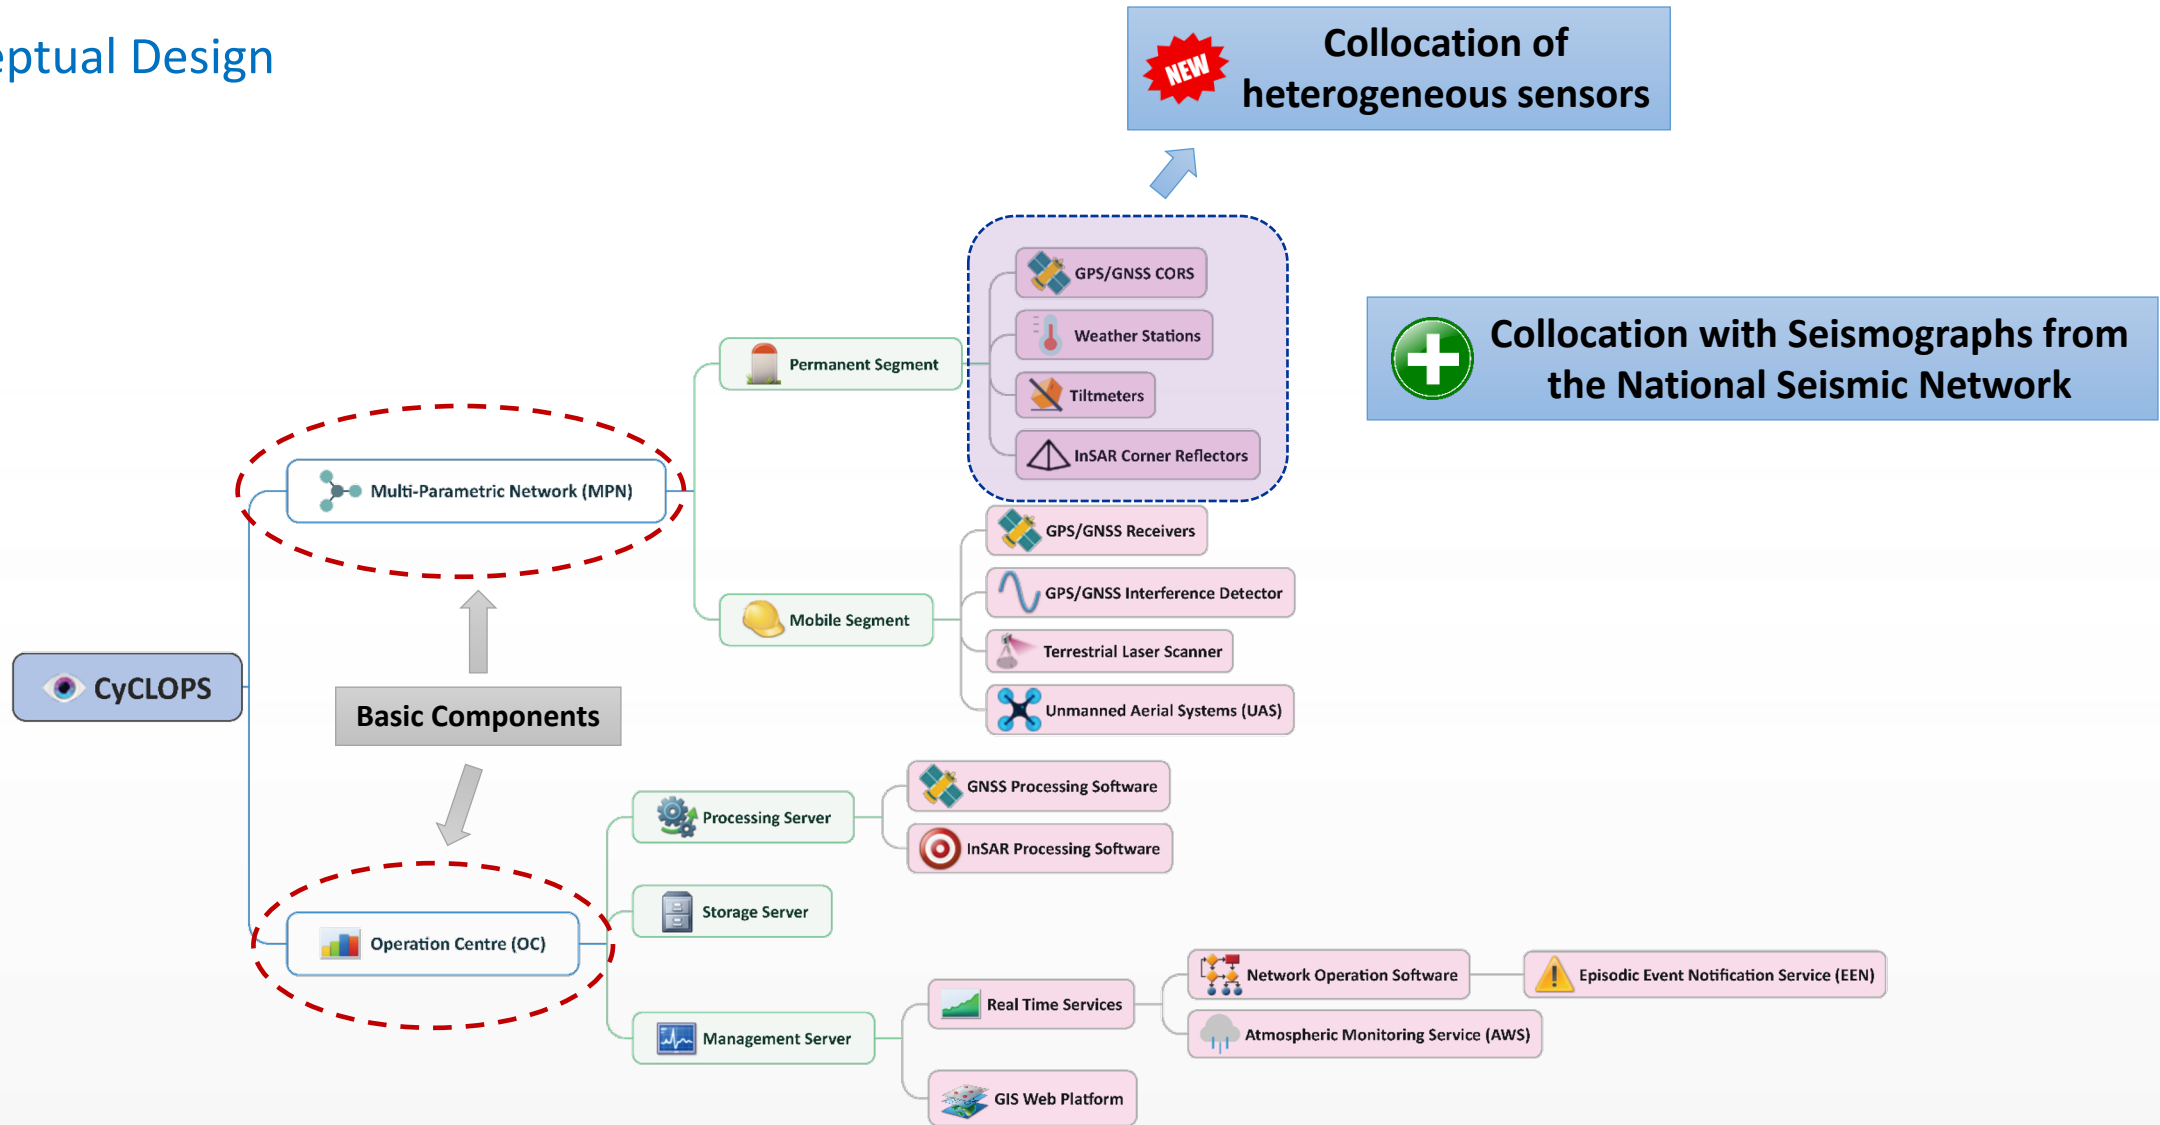 eptual Design
NEW
Collocation of
heterogeneous sensors
GPS/GNSS CORS
Weather Stations
Tiltmeters
InSAR Corner Reflectors
Collocation with Seismographs from
the National Seismic Network
Permanent Segment
Multi-Parametric Network (MPN)
GPS/GNSS Receivers
GPS/GNSS Interference Detector
Mobile Segment
Terrestrial Laser Scanner
Unmanned Aerial Systems (UAS)
CyCLOPS
Basic Components
GNSS Processing Software
Processing Server
InSAR Processing Software
Storage Server
Operation Centre (OC)
Network Operation Software
Episodic Event Notification Service (EEN)
Real Time Services
Atmospheric Monitoring Service (AWS)
Management Server
GIS Web Platform